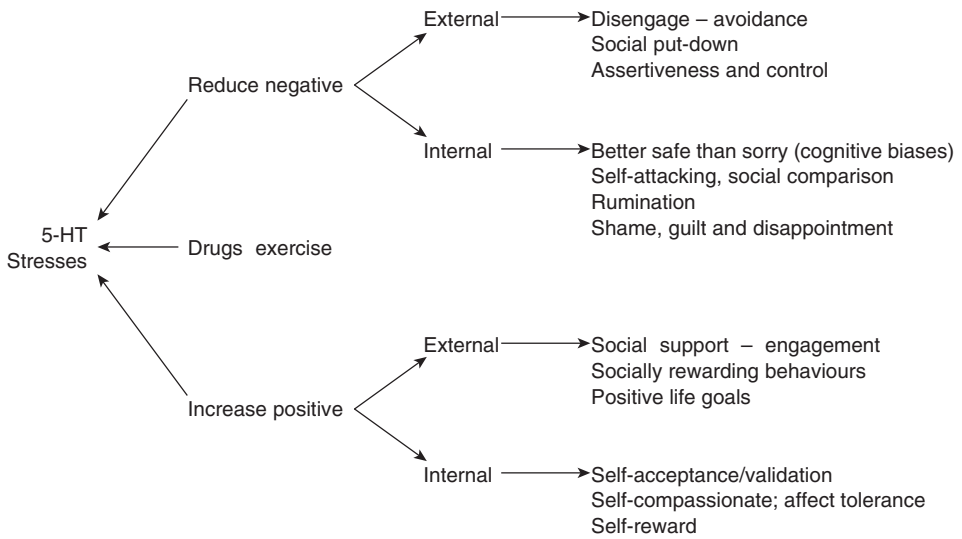 External
Disengage – avoidance
Social put-down
Assertiveness and control
Reduce negative
Internal
Better safe than sorry (cognitive biases)
Self-attacking, social comparison
Rumination
Shame, guilt and disappointment
5-HT
Stresses
Drugs exercise
External
Social support – engagement
Socially rewarding behaviours
Positive life goals
Increase positive
Internal
Self-acceptance/validation
Self-compassionate; affect tolerance
Self-reward